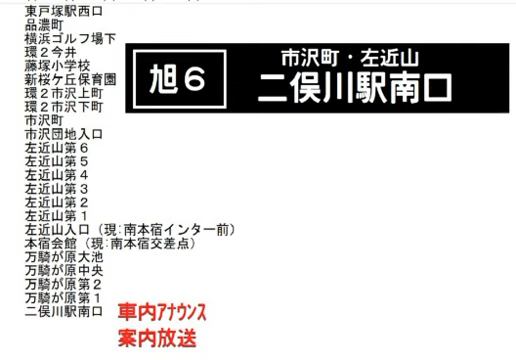 東戸塚駅西口
品濃町
横浜ゴルフ場下
環２今井
藤塚小学校
新桜ケ丘保育園
環２市沢上町
環２市沢下町
市沢町
市沢団地入口
左近山第６
左近山第５
左近山第４
左近山第３
左近山第２
左近山第１
左近山入口（現:南本宿インター前）
本宿会館（現:南本宿交差点）
万騎が原大池
万騎が原中央
万騎が原第２
万騎が原第１
二俣川駅南口
旭６
市沢町・左近山
二俣川駅南口
車内ｱﾅｳﾝｽ
案内放送